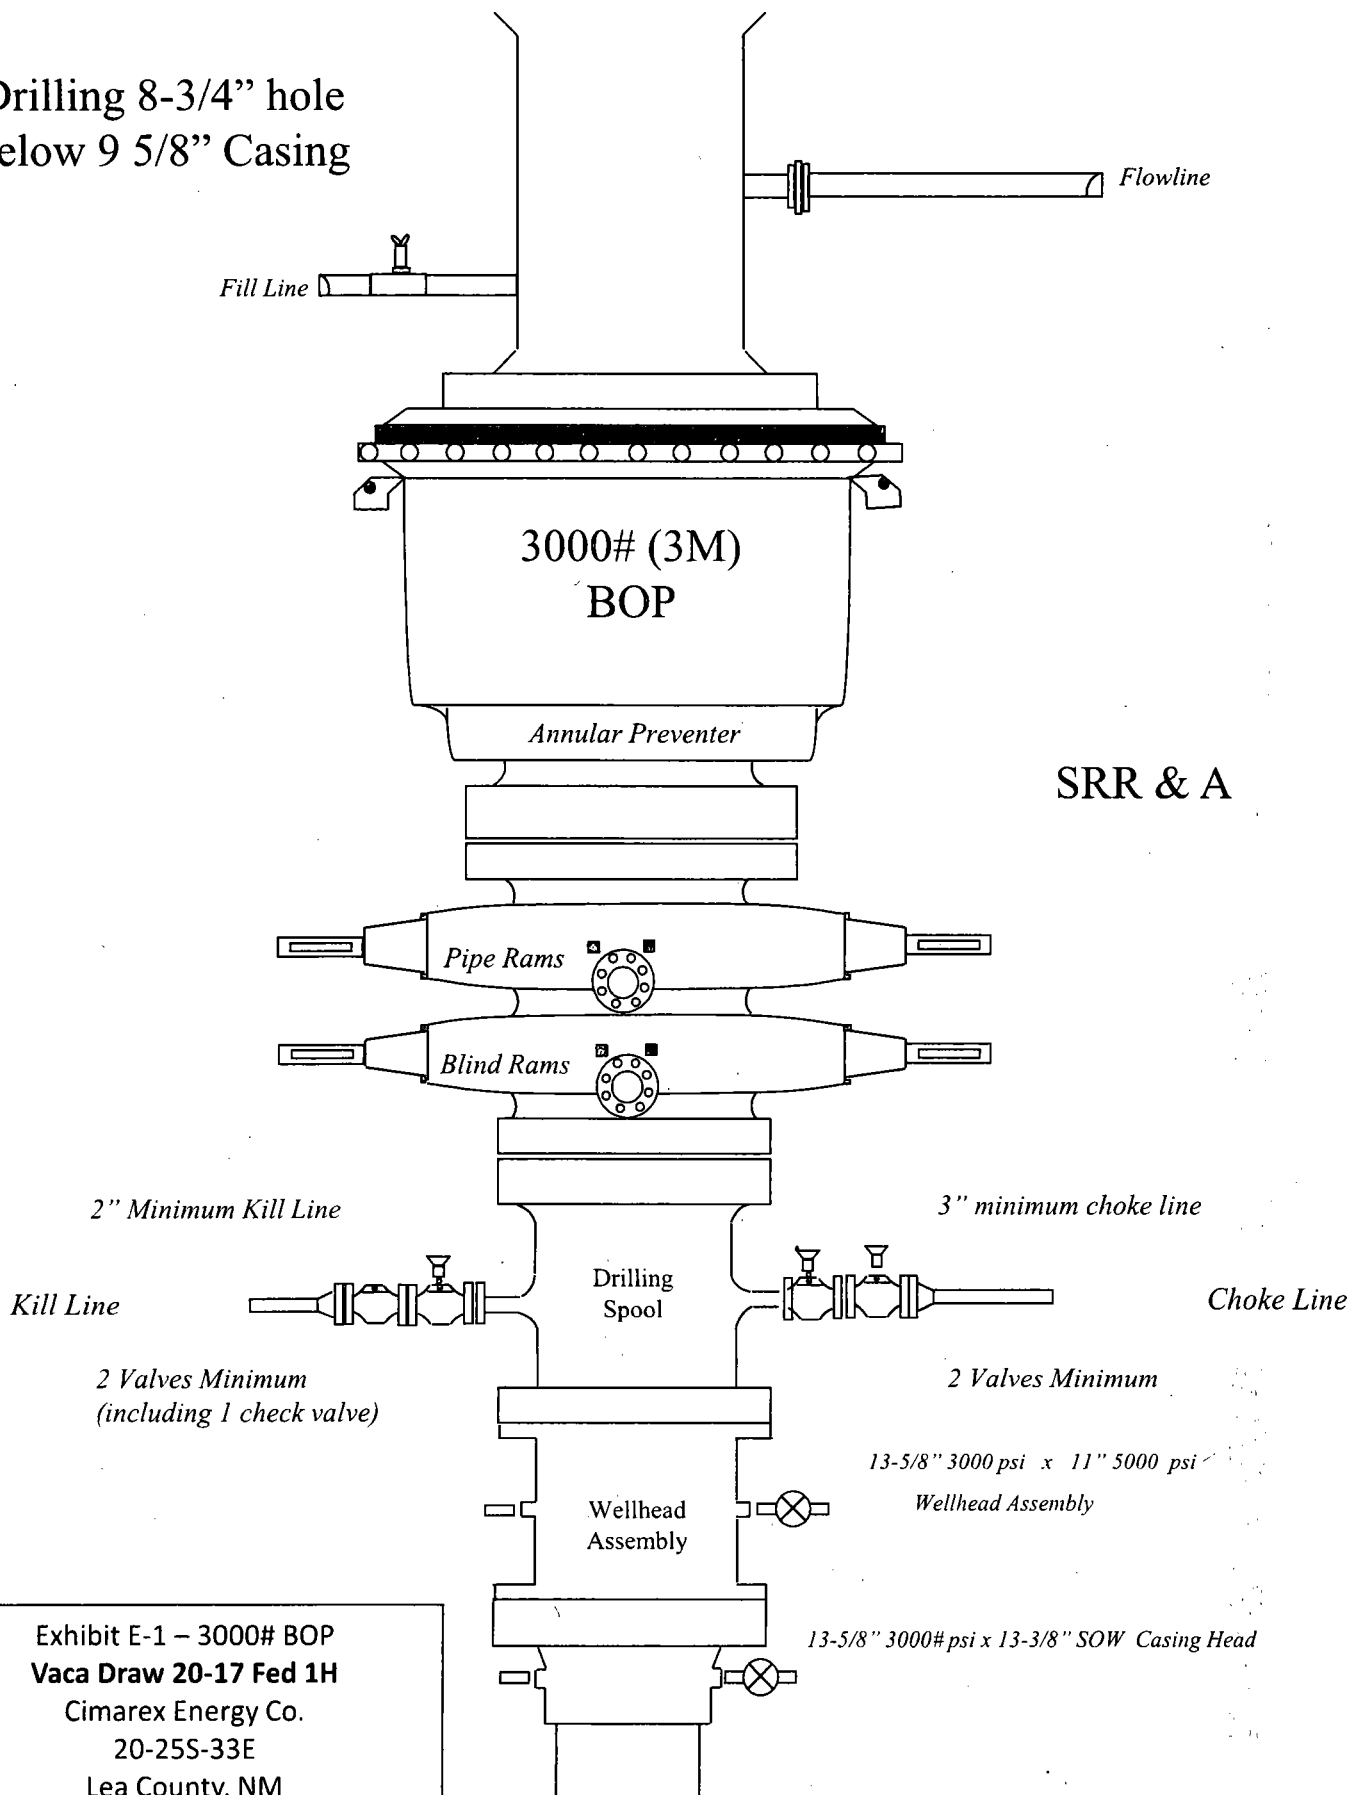 Drilling 8-3/4” hole
elow 9 5/8” Casing
Flowline
Fill Line
3000# (3M)
BOP
Annular Preventer
SRR & A
Pipe Rams
Blind Rams
2” Minimum Kill Line
3” minimum choke line
Drilling
Spool
Kill Line
Choke Line
2 Valves Minimum
(including 1 check valve)
2 Valves Minimum
13-5/8” 3000 psi x 11” 5000 psi
Wellhead Assembly
Wellhead
Assembly
13-5/8” 3000# psi x 13-3/8” SOW Casing Head
Exhibit E-1 – 3000# BOP
Vaca Draw 20-17 Fed 1H
Cimarex Energy Co.
20-25S-33E
Lea County, NM